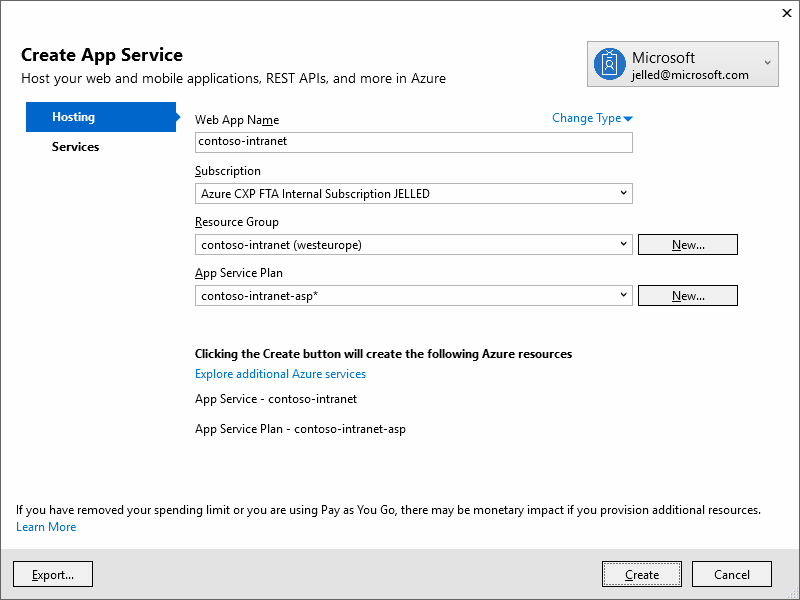 Create App Service
Host your web and mobile applications, REST APIs, and more in Azure
Microsoft
jelled@microsoft.com
Hosting
Services
Web App Name
Change Type
contoso-intranet
Subscription
Azure CXP FTA Internal Subscription JELLED
Resource Group
contoso-intranet (westeurope)
New...
App Service Plan
contoso-intranet-asp*
New...
Clicking the Create button will create the following Azure resources
Explore additional Azure services
App Service - contoso-intranet
App Service Plan - contoso-intranet-asp
If you have removed your spending limit or you are using Pay as You Go, there may be monetary impact if you provision additional resources.
Learn More
Export...
Create
Cancel